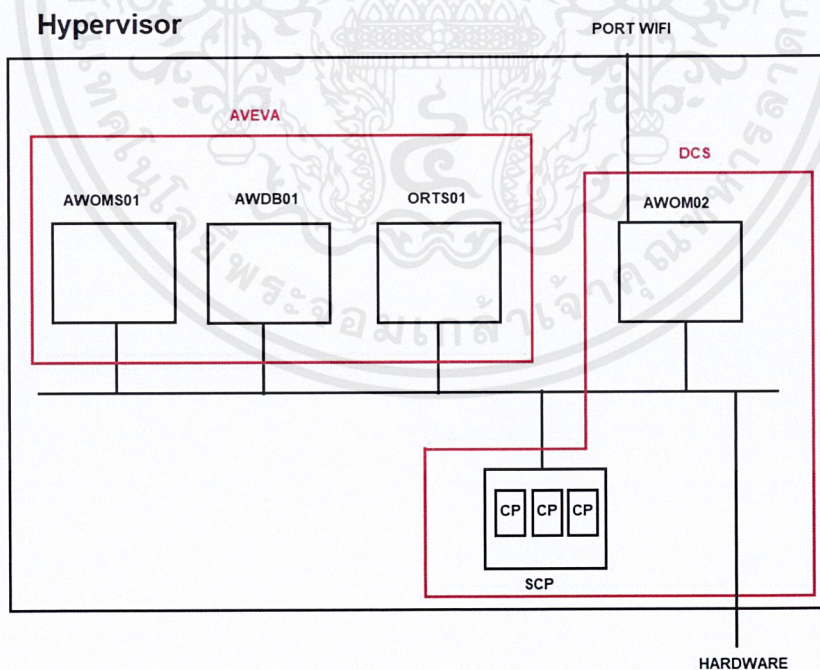 Hypervisor
PORT WIFI
AVEVA
DCS
AWOMS01
AWDB01
ORTS01
AWOM02
CP
CP
CP
SCP
HARDWARE